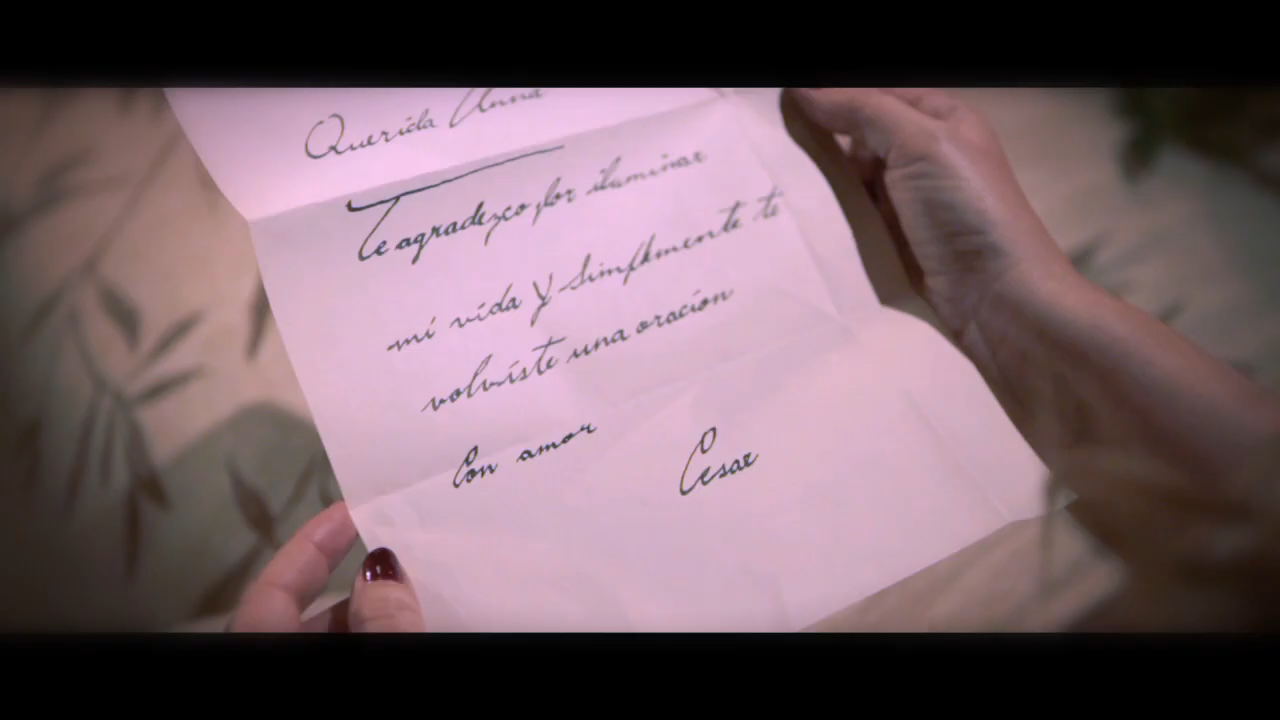 Querida Anna
Te agradezco por iluminar
mi vida y simplemente te
volviste una oración
Con amor
Cesar